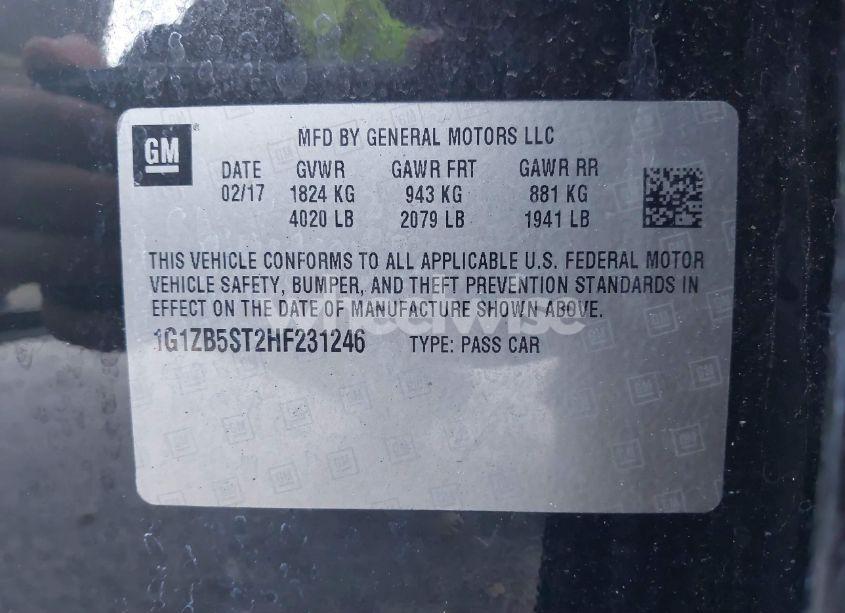 GM
MFD BY GENERAL MOTORS LLC
DATE GVWR GAWR FRT GAWR RR
02/17 1824 KG 943 KG 881 KG
4020 LB 2079 LB 1941 LB
THIS VEHICLE CONFORMS TO ALL APPLICABLE U.S. FEDERAL MOTOR
VEHICLE SAFETY, BUMPER, AND THEFT PREVENTION STANDARDS IN
EFFECT ON THE DATE OF MANUFACTURE SHOWN ABOVE.
1G1ZB5ST2HF231246 TYPE: PASS CAR